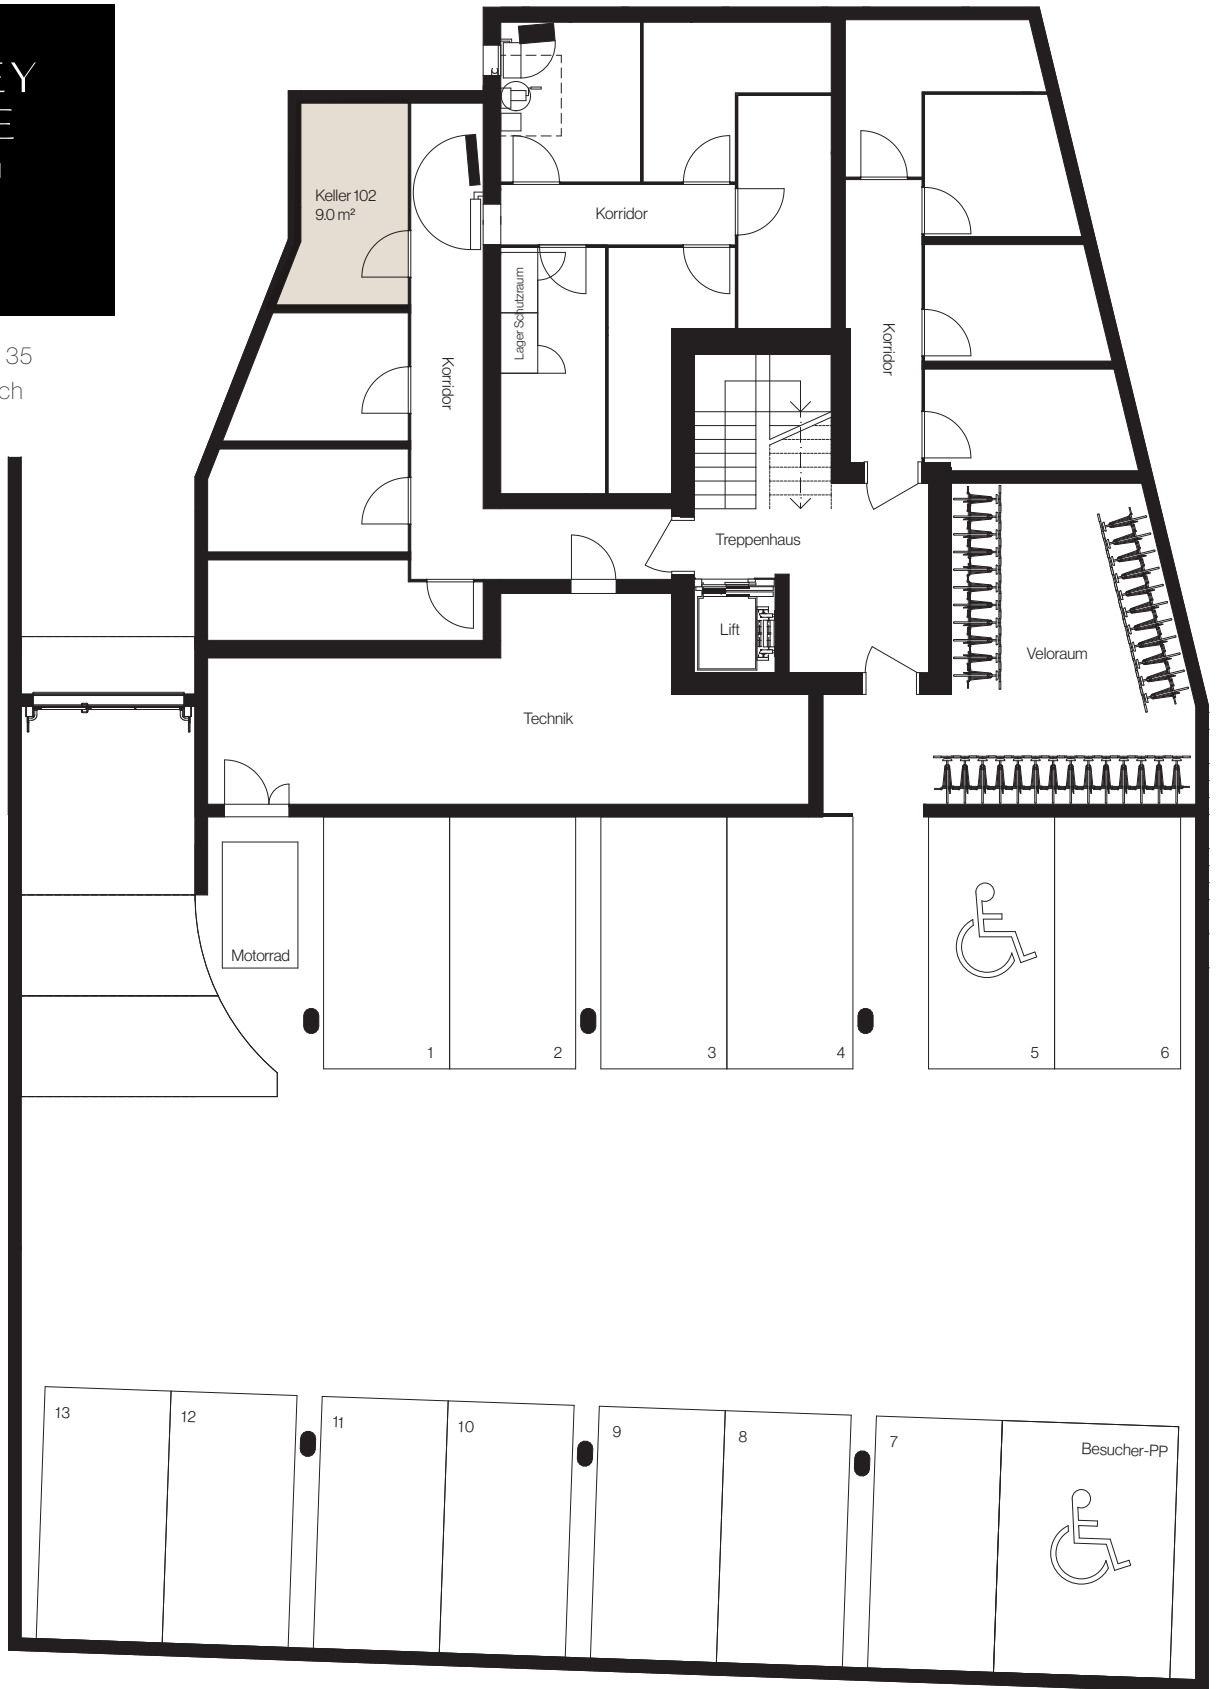 EY
E
35
ch
Keller 102
9.0 m²
Korridor
Korridor
Korridor
Lager Schutzraum
Treppenhaus
Lift
Veloraum
Technik
Motorrad
1
2
3
4
5
6
13
12
11
10
9
8
7
Besucher-PP